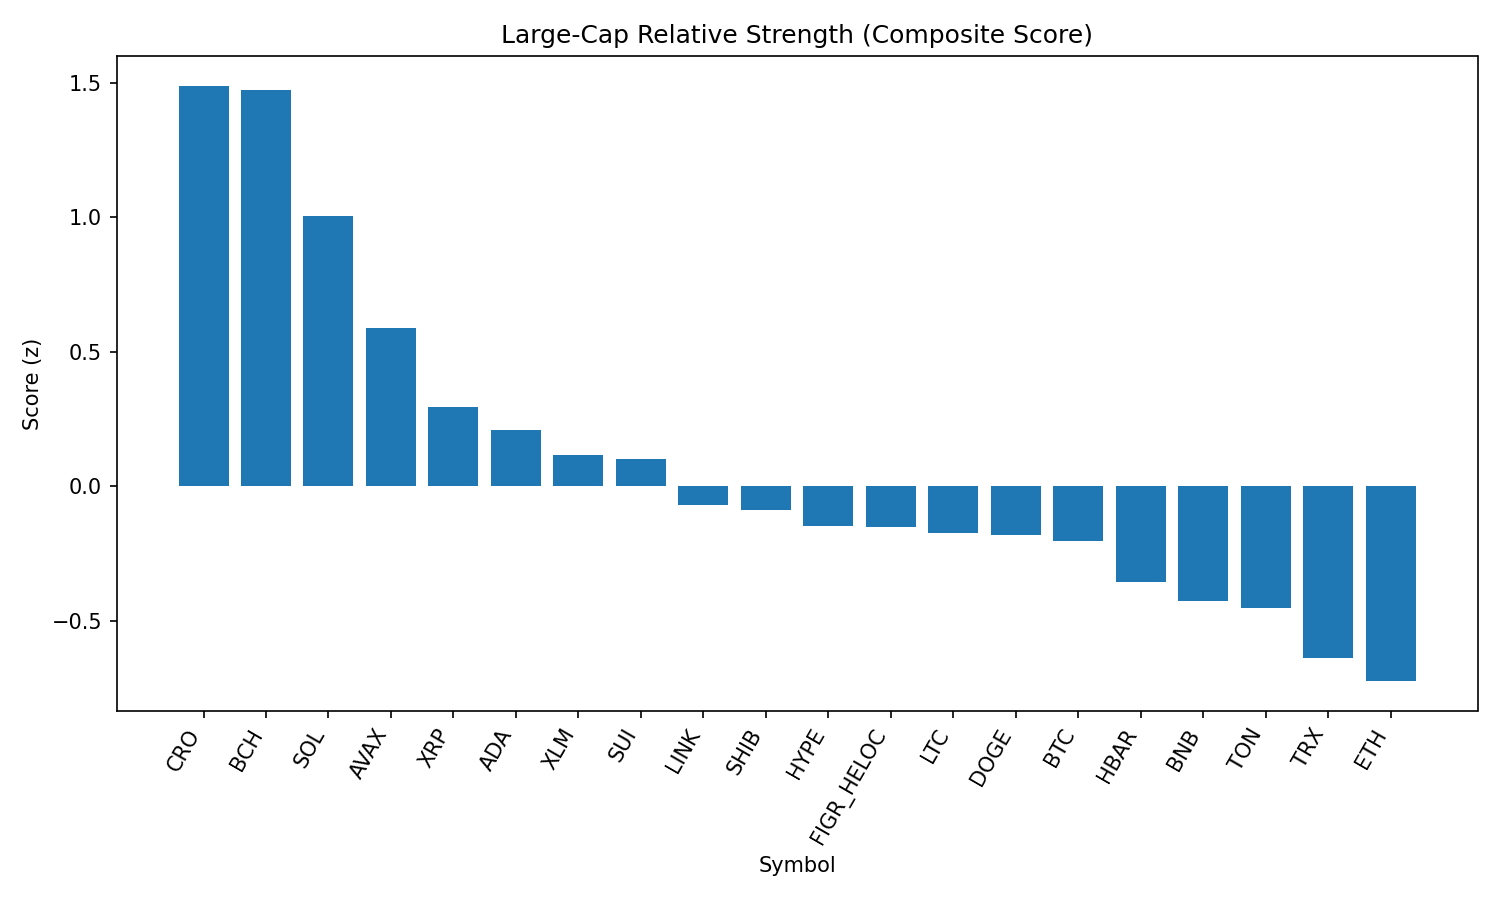 Large-Cap Relative Strength (Composite Score)
1.5
1.0
0.5
0.0
−0.5
Score (z)
CRO
BCH
SOL
AVAX
XRP
ADA
XLM
SUI
LINK
SHIB
HYPE
FIGR_HELOC
LTC
DOGE
BTC
HBAR
BNB
TON
TRX
ETH
Symbol